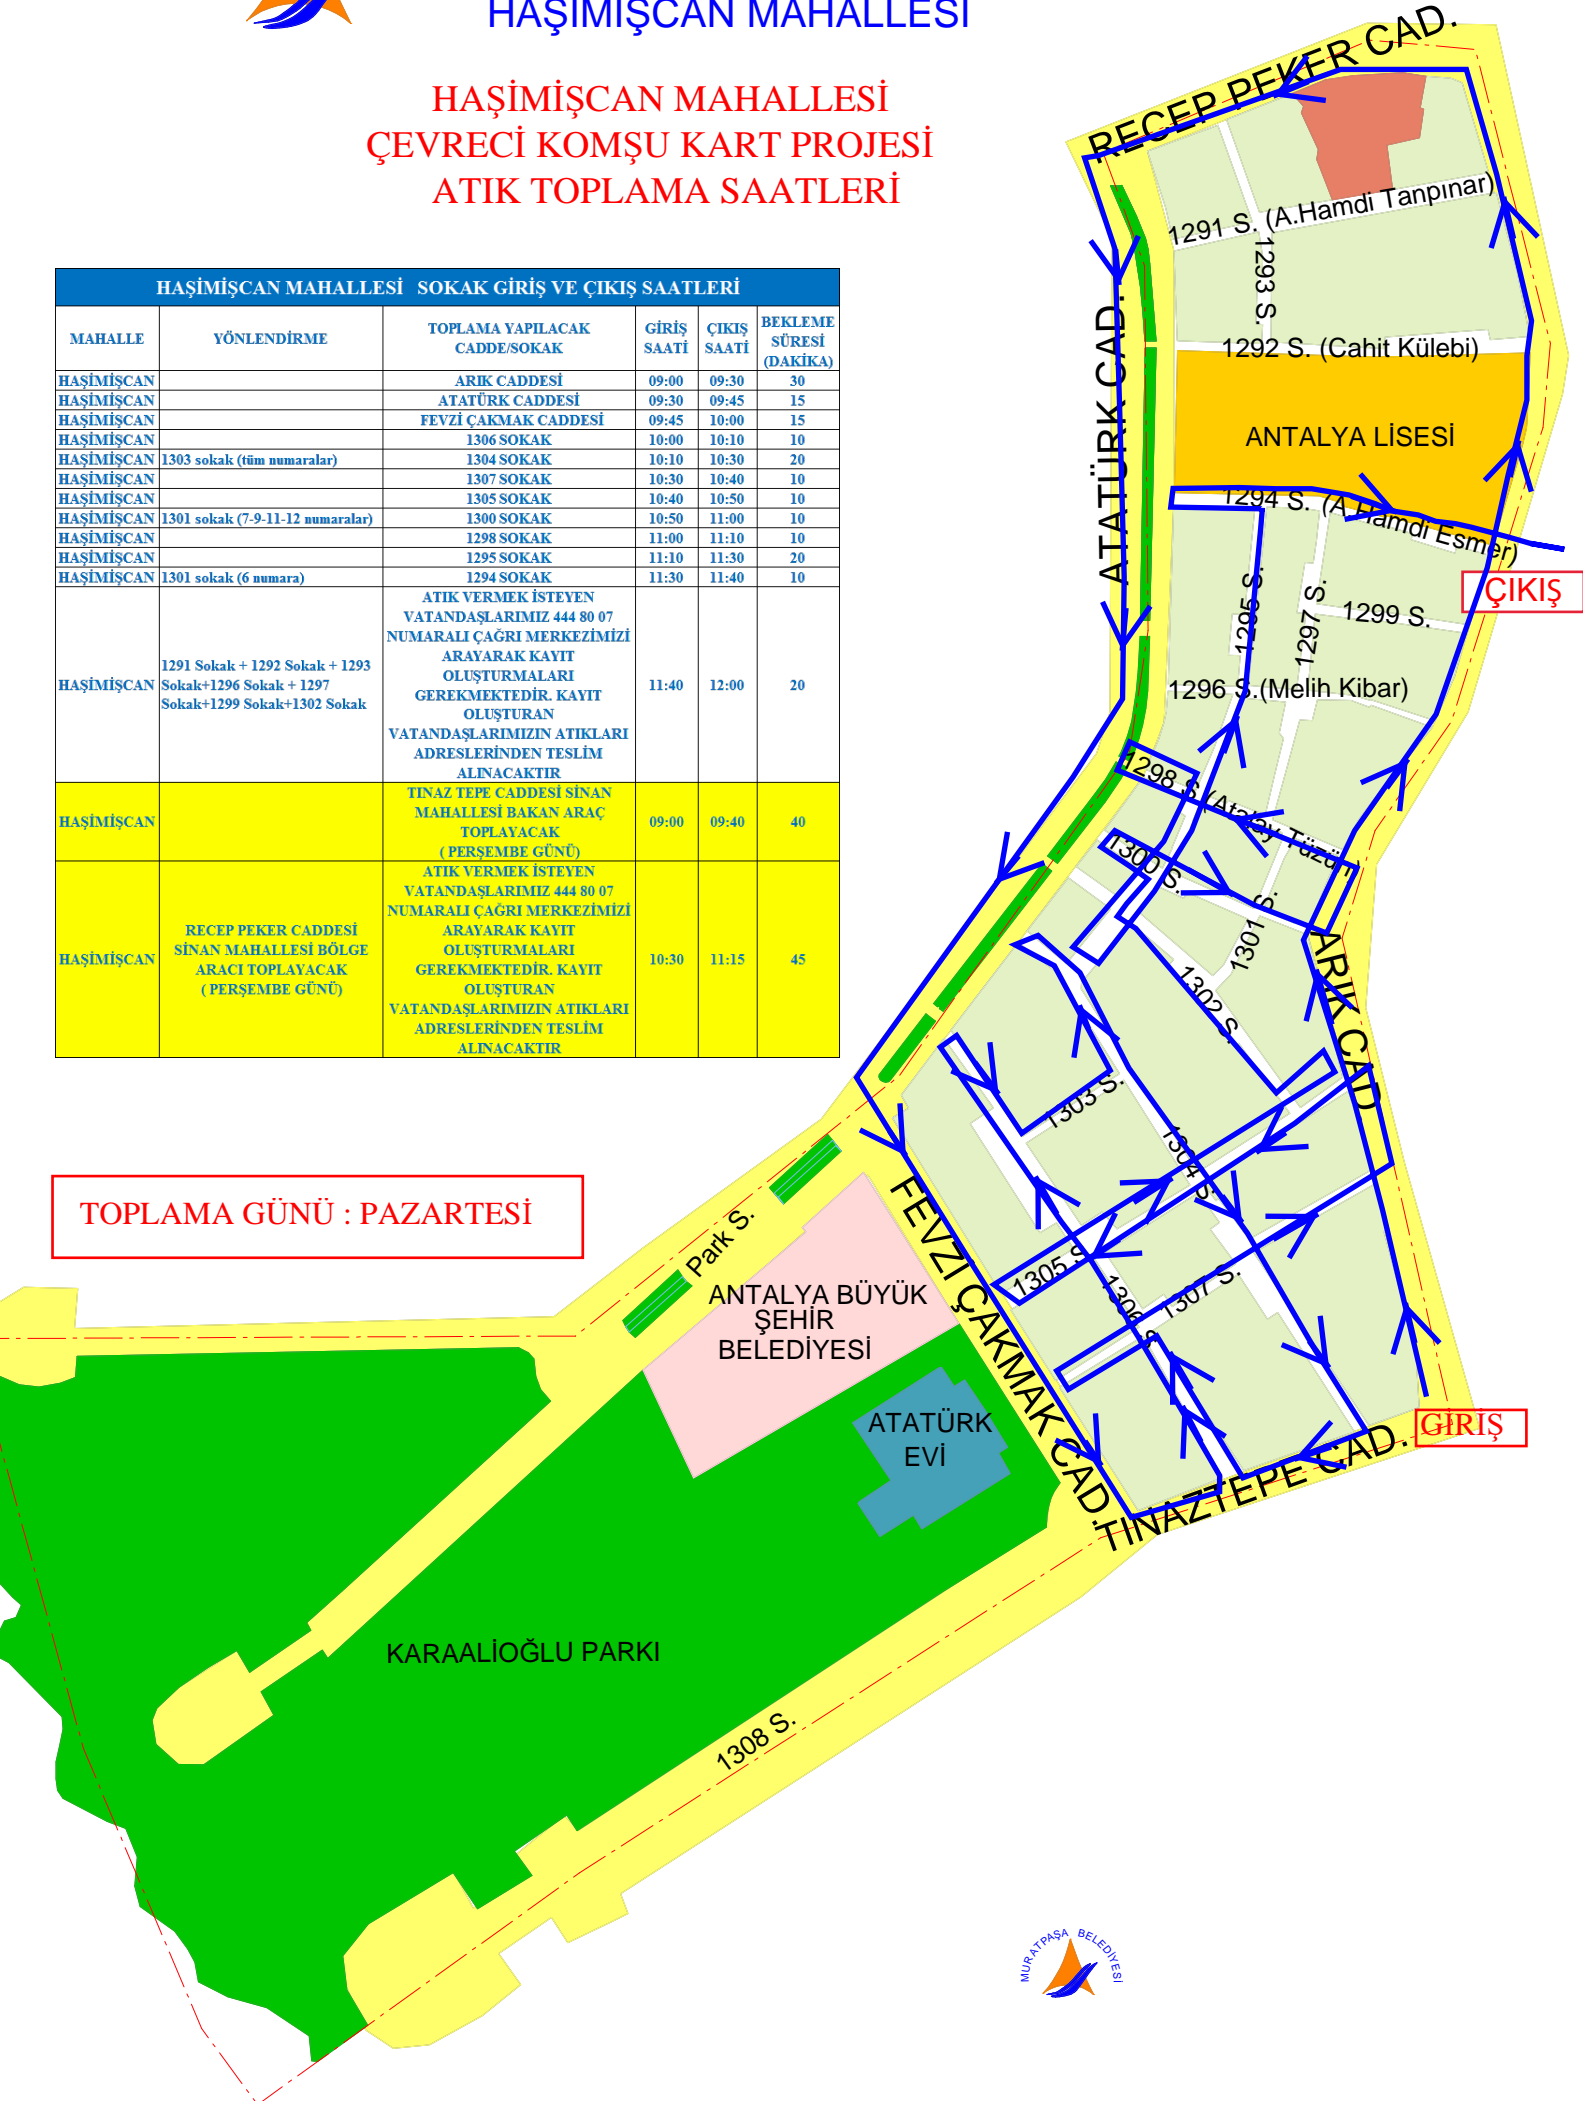 HAŞİMİŞCAN MAHALLESİ
HAŞİMİŞCAN MAHALLESİ
ÇEVRECİ KOMŞU KART PROJESİ
ATIK TOPLAMA SAATLERİ
HAŞİMİŞCAN MAHALLESİ SOKAK GİRİŞ VE ÇIKIŞ SAATLERİ
MAHALLE YÖNLENDİRME TOPLAMA YAPILACAK CADDE/SOKAK GİRİŞ SAATİ ÇIKIŞ SAATİ BEKLEME SÜRESİ (DAKİKA)
HAŞİMİŞCAN ARIK CADDESİ 09:00 09:30 30
HAŞİMİŞCAN ATATÜRK CADDESİ 09:30 09:45 15
HAŞİMİŞCAN FEVZİ ÇAKMAK CADDESİ 09:45 10:00 15
HAŞİMİŞCAN 1306 SOKAK 10:00 10:10 10
HAŞİMİŞCAN 1303 sokak (tüm numaralar) 1304 SOKAK 10:10 10:30 20
HAŞİMİŞCAN 1307 SOKAK 10:30 10:40 10
HAŞİMİŞCAN 1305 SOKAK 10:40 10:50 10
HAŞİMİŞCAN 1301 sokak (7-9-11-12 numaralar) 1300 SOKAK 10:50 11:00 10
HAŞİMİŞCAN 1298 SOKAK 11:00 11:10 10
HAŞİMİŞCAN 1295 SOKAK 11:10 11:30 20
HAŞİMİŞCAN 1301 sokak (6 numara) 1294 SOKAK 11:30 11:40 10
HAŞİMİŞCAN
1291 Sokak + 1292 Sokak + 1293
Sokak+1296 Sokak + 1297
Sokak+1299 Sokak+1302 Sokak
ATIK VERMEK İSTEYEN
VATANDAŞLARIMIZ 444 80 07
NUMARALI ÇAĞRI MERKEZİMİZİ
ARAYARAK KAYIT
OLUŞTURMALARI
GEREKMEKTEDİR. KAYIT
OLUŞTURAN
VATANDAŞLARIMIZIN ATIKLARI
ADRESLERİNDEN TESLİM
ALINACAKTIR
11:40 12:00 20
HAŞİMİŞCAN
TINAZ TEPE CADDESİ SİNAN
MAHALLESİ BAKAN ARAÇ
TOPLAYACAK
( PERŞEMBE GÜNÜ)
09:00 09:40 40
HAŞİMİŞCAN
RECEP PEKER CADDESİ
SİNAN MAHALLESİ BÖLGE
ARACI TOPLAYACAK
( PERŞEMBE GÜNÜ)
ATIK VERMEK İSTEYEN
VATANDAŞLARIMIZ 444 80 07
NUMARALI ÇAĞRI MERKEZİMİZİ
ARAYARAK KAYIT
OLUŞTURMALARI
GEREKMEKTEDİR. KAYIT
OLUŞTURAN
VATANDAŞLARIMIZIN ATIKLARI
ADRESLERİNDEN TESLİM
ALINACAKTIR
10:30 11:15 45
TOPLAMA GÜNÜ : PAZARTESİ
RECEP PEKER CAD.
1291 S. (A.Hamdi Tanpınar)
1293 S.
1292 S. (Cahit Külebi)
ATATÜRK CAD.
ANTALYA LİSESİ
1294 S. (A.Hamdi Esmer)
ÇIKIŞ
1295 S.
1297 S.
1299 S.
1296 S.(Melih Kibar)
1298 S.(Atalay Tüzün)
1300 S.
1301 S.
ARIK CAD
1302 S.
1303 S.
1304 S.
1305 S.
1306 S.
1307 S.
FEVZİ ÇAKMAK CAD.
Park S.
ANTALYA BÜYÜK
ŞEHİR
BELEDİYESİ
ATATÜRK
EVİ
GİRİŞ
TINAZTEPE CAD.
KARAALİOĞLU PARKI
1308 S.
MURATPAŞA BELEDİYESİ